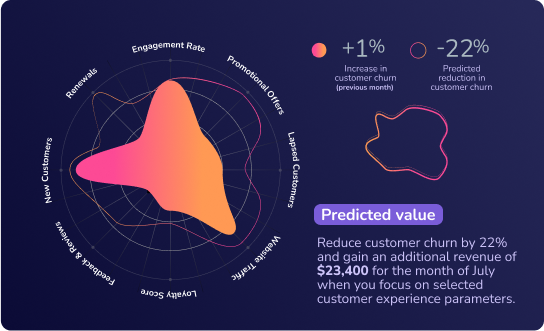 Engagement Rate
Promotional Offers
Lapsed Customers
Website Traffic
Loyalty Score
Feedback & Reviews
New Customers
Renewals
+1%
Increase in
customer churn
(previous month)
-22%
Predicted
reduction in
customer churn
Predicted value
Reduce customer churn by 22%
and gain an additional revenue of
$23,400 for the month of July
when you focus on selected
customer experience parameters.